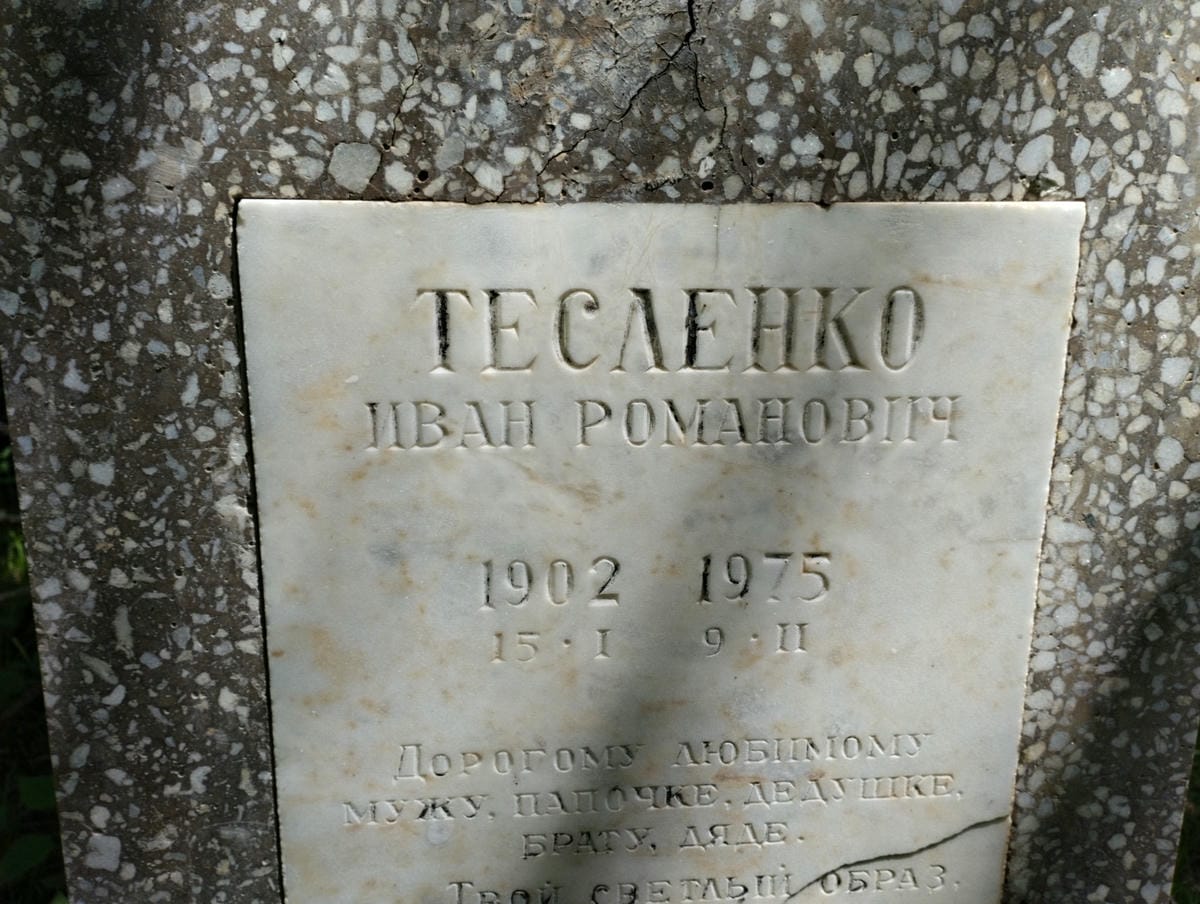 ТЕСЛЕНКО
ИВАН РОМАНОВИЧ
1902 1975
15·I 9·II
ДОРОГОМУ ЛЮБИМОМУ
МУЖУ, ПАПОЧКЕ, ДЕДУШКЕ,
БРАТУ, ДЯДЕ.
ТВОЙ СВЕТЛЫЙ ОБРАЗ.